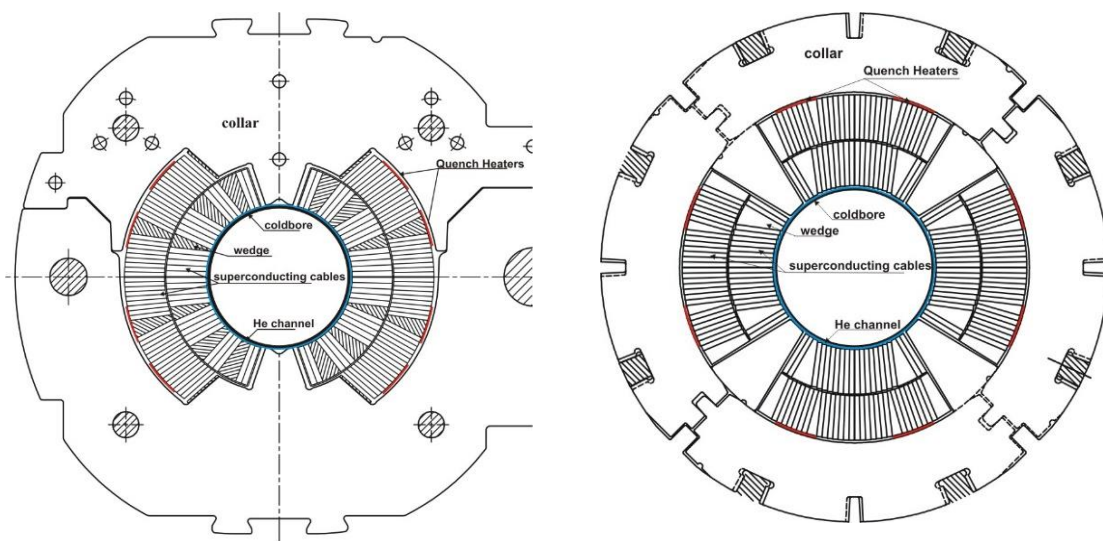 collar
Quench Heaters
coldbore
wedge
superconducting cables
He channel
collar
Quench Heaters
coldbore
wedge
superconducting cables
He channel